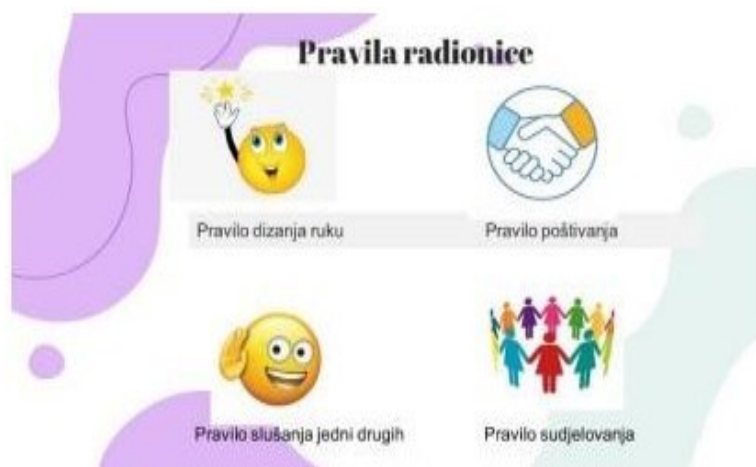 Pravila radionice
Pravilo dizanja ruku
Pravilo poštivanja
Pravilo slušanja jedni drugih
Pravilo sudjelovanja